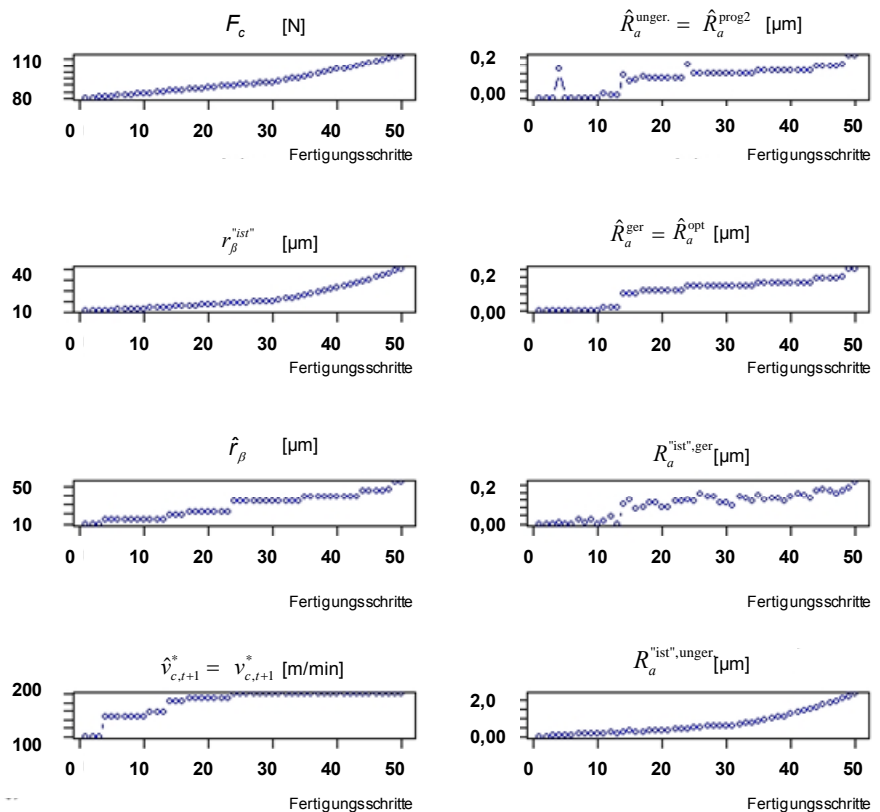 F_c [N]
110
80
0 10 20 30 40 50
Fertigungsschritte
R̂_a^unger. = R̂_a^prog2 [µm]
0,2
0,00
0 10 20 30 40 50
Fertigungsschritte
r_β^"ist" [µm]
40
10
0 10 20 30 40 50
Fertigungsschritte
R̂_a^ger = R̂_a^opt [µm]
0,2
0,00
0 10 20 30 40 50
Fertigungsschritte
r̂_β [µm]
50
10
0 10 20 30 40 50
Fertigungsschritte
R_a^"ist",ger [µm]
0,2
0,00
0 10 20 30 40 50
Fertigungsschritte
v̂*_c,t+1 = v*_c,t+1 [m/min]
200
100
0 10 20 30 40 50
Fertigungsschritte
R_a^"ist",unger. [µm]
2,0
0,00
0 10 20 30 40 50
Fertigungsschritte